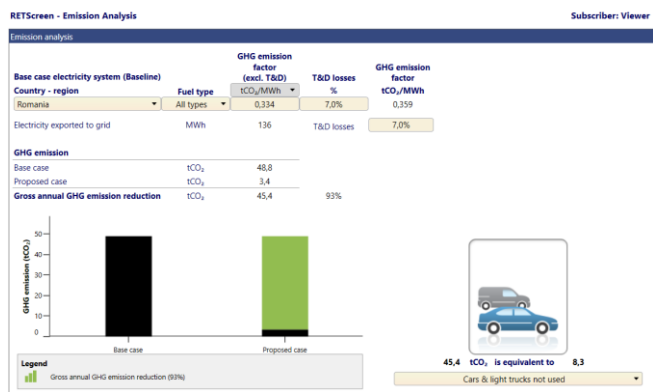 RETScreen - Emission Analysis Subscriber: Viewer
Emission analysis
GHG emission factor (excl. T&D) T&D losses GHG emission factor
Base case electricity system (Baseline)
Country - region Fuel type tCO₂/MWh % tCO₂/MWh
Romania All types 0,334 7,0% 0,359
Electricity exported to grid MWh 136 T&D losses 7,0%
GHG emission
Base case tCO₂ 48,8
Proposed case tCO₂ 3,4
Gross annual GHG emission reduction tCO₂ 45,4 93%
GHG emission (tCO₂)
50
40
30
20
10
0
Base case Proposed case
Legend
Gross annual GHG emission reduction (93%)
45,4 tCO₂ is equivalent to 8,3
Cars & light trucks not used